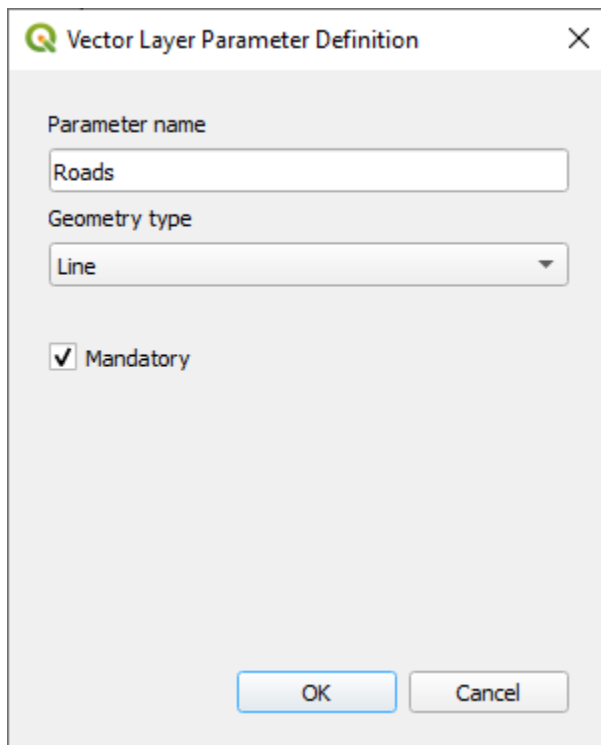 Vector Layer Parameter Definition
Parameter name
Roads
Geometry type
Line
Mandatory
OK Cancel